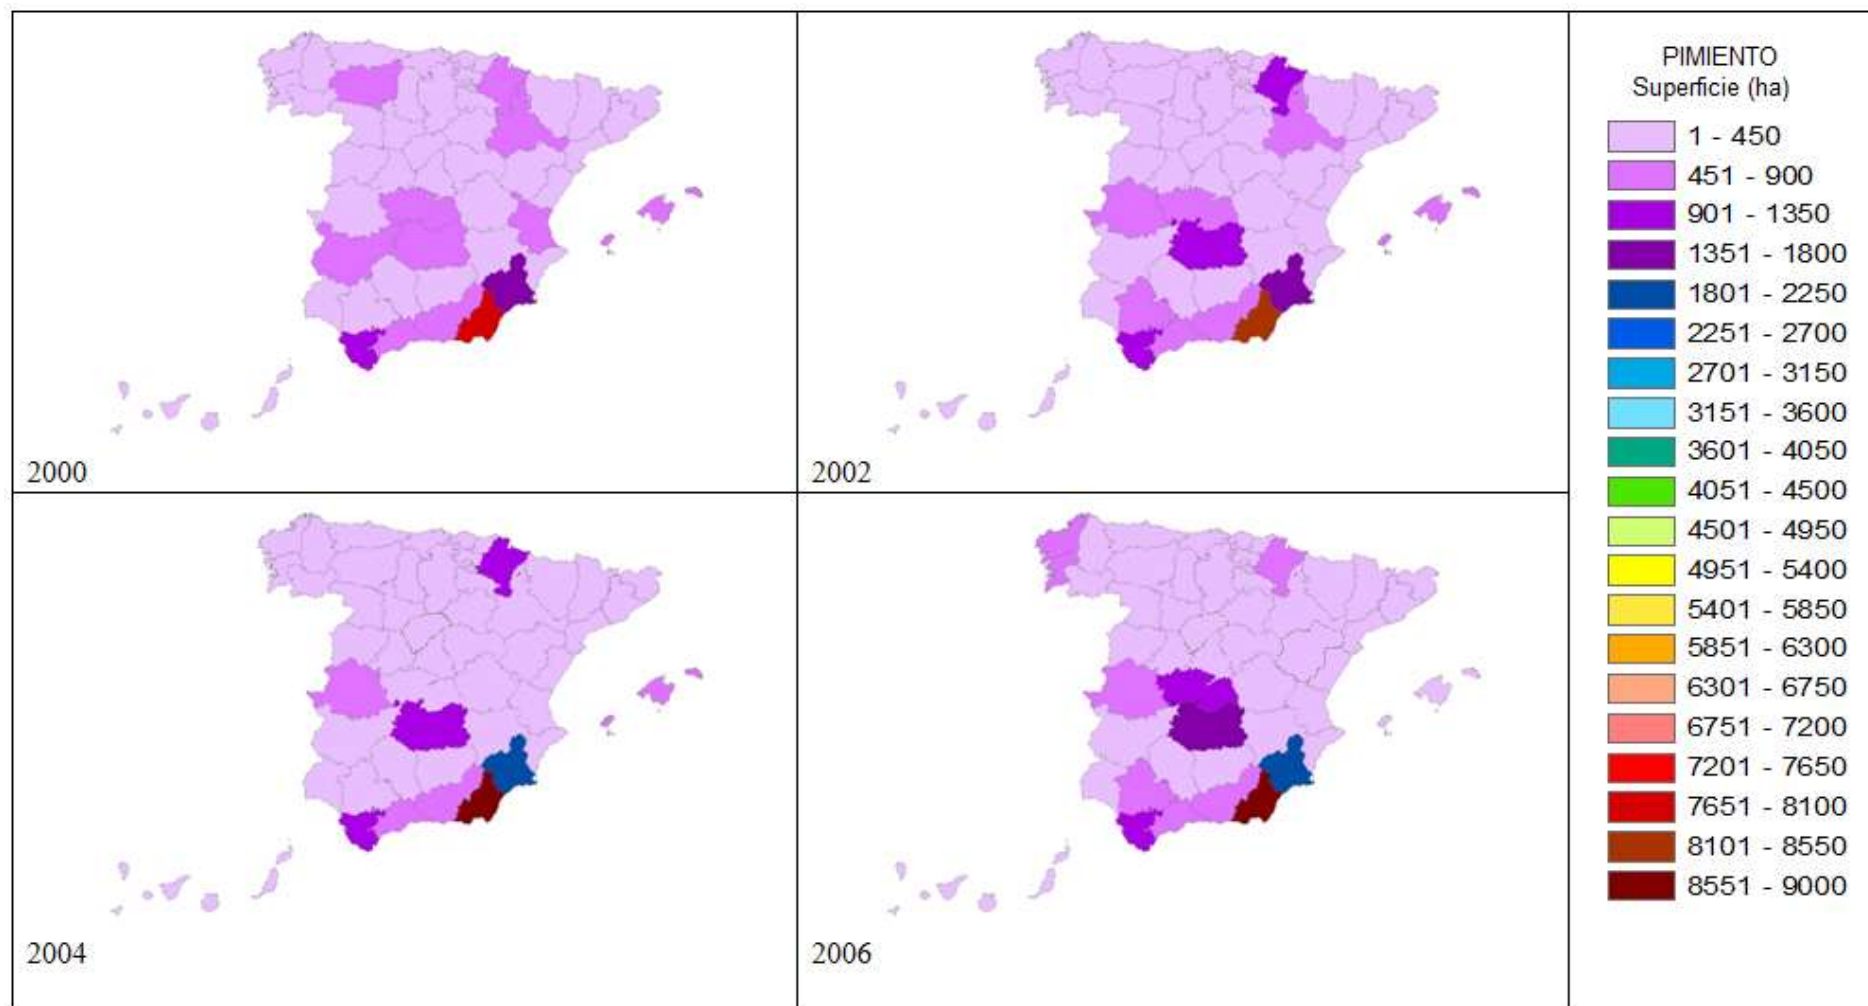 2000
2002
2004
2006
PIMIENTO
Superficie (ha)
1 - 450
451 - 900
901 - 1350
1351 - 1800
1801 - 2250
2251 - 2700
2701 - 3150
3151 - 3600
3601 - 4050
4051 - 4500
4501 - 4950
4951 - 5400
5401 - 5850
5851 - 6300
6301 - 6750
6751 - 7200
7201 - 7650
7651 - 8100
8101 - 8550
8551 - 9000